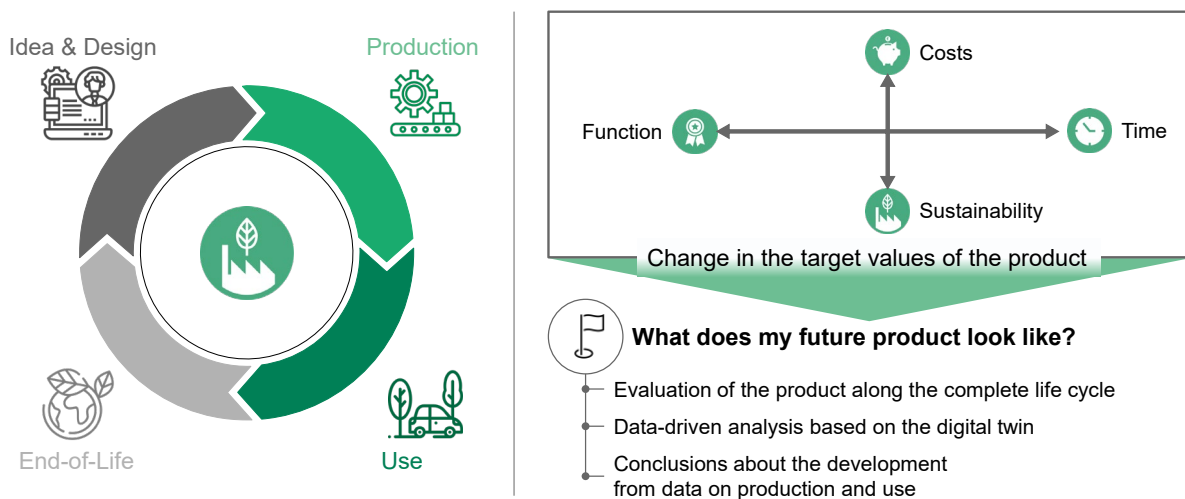 Idea & Design
Production
End-of-Life
Use
Costs
Function
Time
Sustainability
Change in the target values of the product
What does my future product look like?
Evaluation of the product along the complete life cycle
Data-driven analysis based on the digital twin
Conclusions about the development
from data on production and use